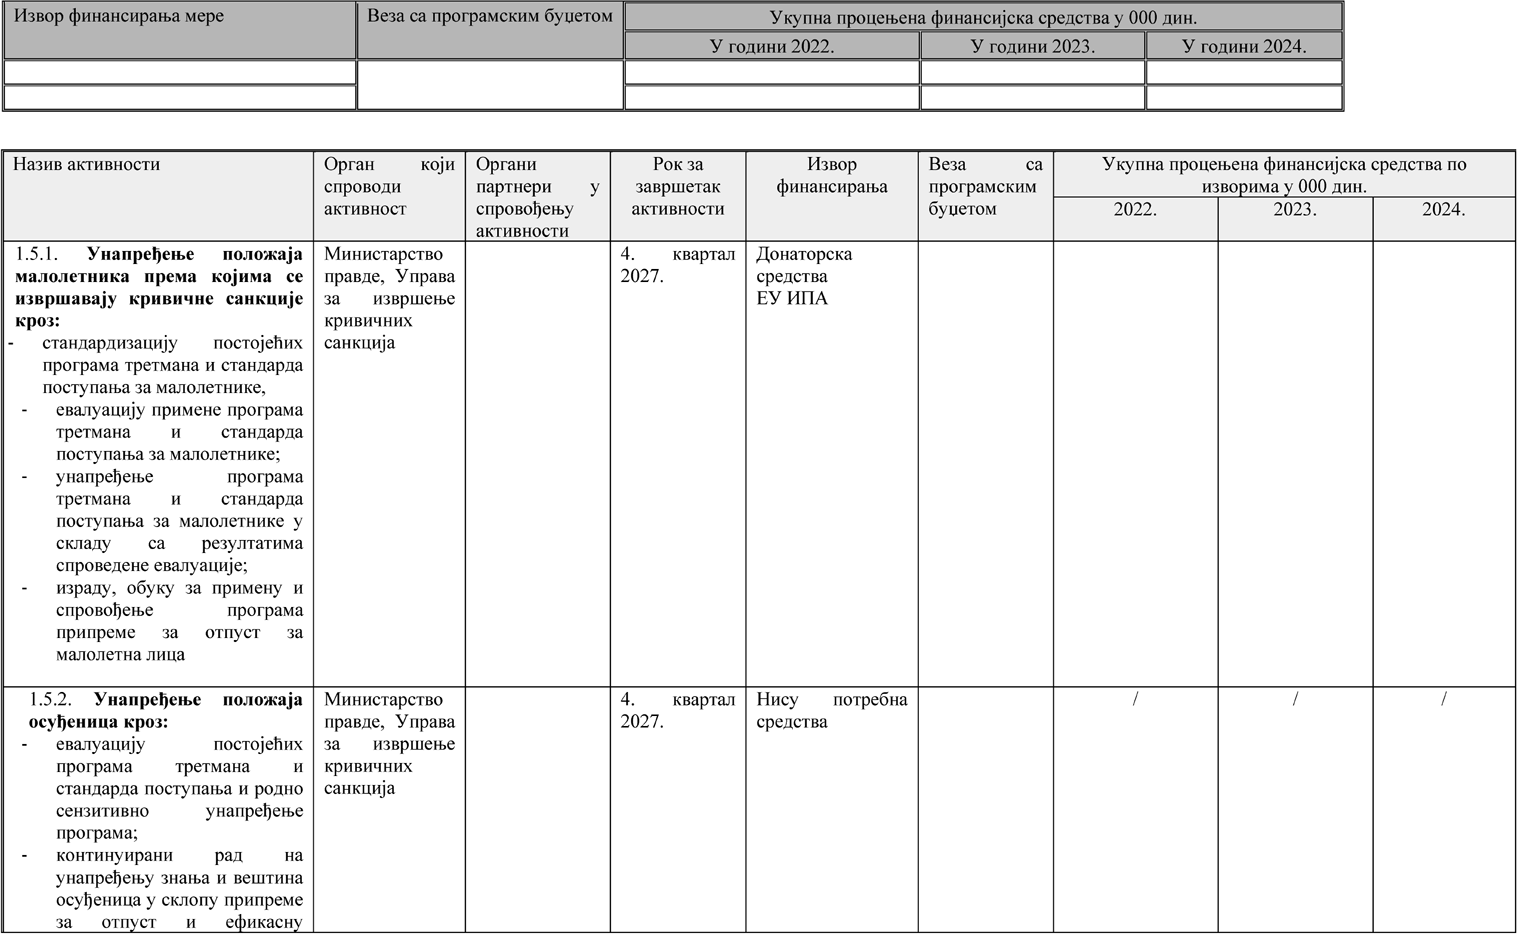 Извор финансирања мере
Веза са програмским буџетом
Укупна процењена финансијска средства у 000 дин.
У години 2022.
У години 2023.
У години 2024.
Назив активности
Орган који
спроводи
активност
Органи
партнери у
спровођењу
активности
Рок за
завршетак
активности
Извор
финансирања
Веза са
програмским
буџетом
Укупна процењена финансијска средства по
изворима у 000 дин.
2022.
2023.
2024.
1.5.1. Унапређење положаја
малолетника према којима се
извршавају кривичне санкције
кроз:
- стандардизацију постојећих
програма третмана и стандарда
поступања за малолетнике,
- евалуацију примене програма
третмана и стандарда
поступања за малолетнике;
- унапређење програма
третмана и стандарда
поступања за малолетнике у
складу са резултатима
спроведене евалуације;
- израду, обуку за примену и
спровођење програма
припреме за отпуст за
малолетна лица
Министарство
правде, Управа
за извршење
кривичних
санкција
4. квартал
2027.
Донаторска
средства
ЕУ ИПА
1.5.2. Унапређење положаја
осуђеница кроз:
- евалуацију постојећих
програма третмана и
стандарда поступања и родно
сензитивно унапређење
програма;
- континуирани рад на
унапређењу знања и вештина
осуђеница у склопу припреме
за отпуст и ефикасну
Министарство
правде, Управа
за извршење
кривичних
санкција
4. квартал
2027.
Нису потребна
средства
/
/
/